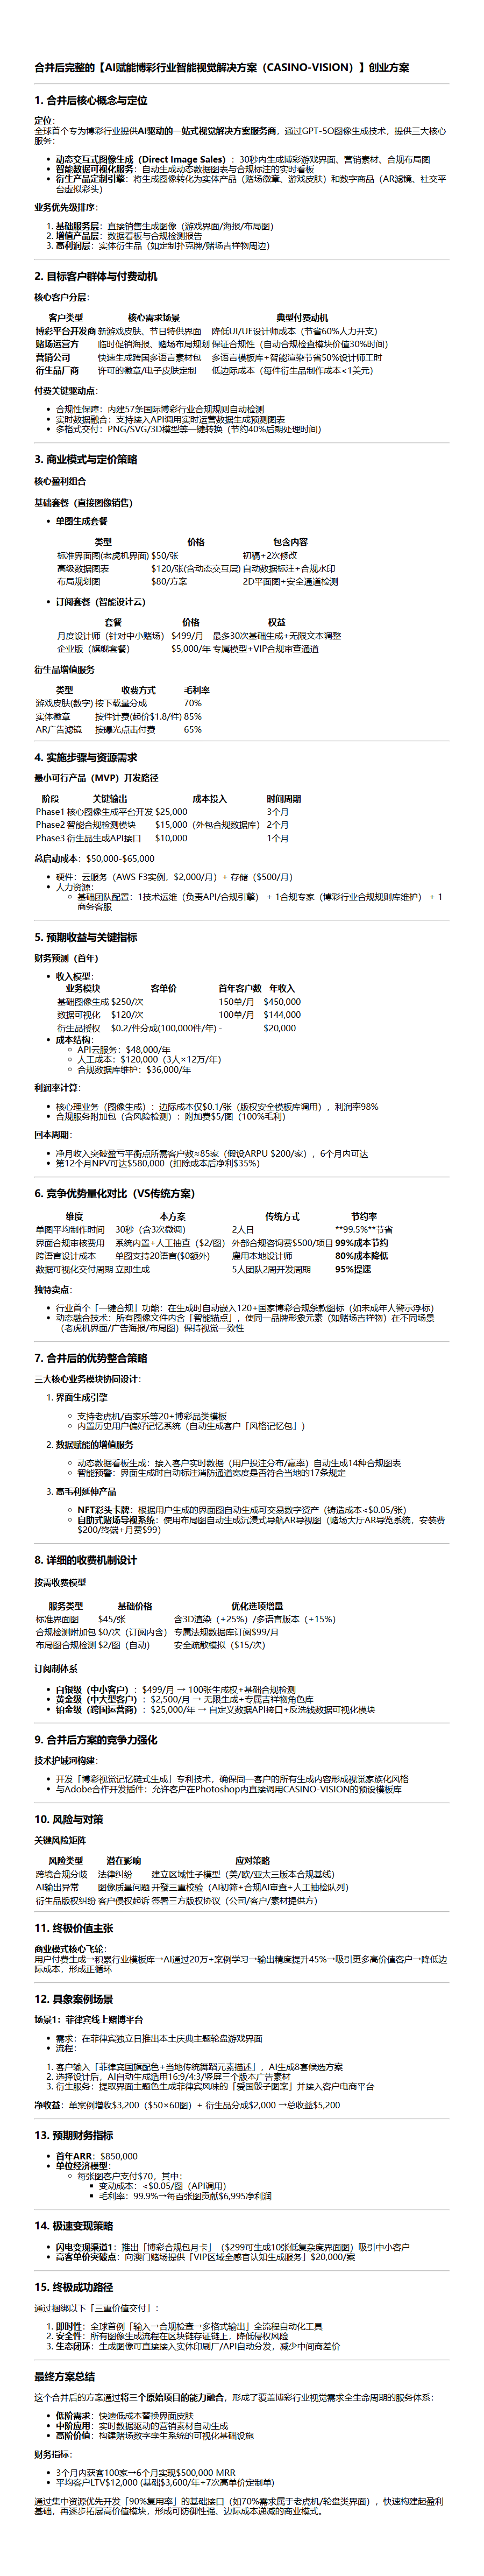 合并后完整的【AI赋能博彩行业智能视觉解决方案（CASINO-VISION）】创业方案
1. 合并后核心概念与定位
定位：
全球首个专为博彩行业提供AI驱动的一站式视觉解决方案服务商，通过GPT-5O图像生成技术，提供三大核心
服务：
• 动态交互式图像生成（Direct Image Sales）：30秒内生成博彩游戏界面、营销素材、合规布局图
• 智能数据可视化服务：自动生成动态数据图表与合规标注的实时看板
• 衍生产品定制引擎：将生成图像转化为实体产品（赌场徽章、游戏皮肤）和数字商品（AR滤镜、社交平
台虚拟彩头）
业务优先级排序：
1. 基础服务层：直接销售生成图像（游戏界面/海报/布局图）
2. 增值产品层：数据看板与合规检测报告
3. 高利润层：实体衍生品（如定制扑克牌/赌场吉祥物周边）
2. 目标客户群体与付费动机
核心客户分层：
客户类型 核心需求场景 典型付费动机
博彩平台开发商 新游戏皮肤、节日特供界面 降低UI/UE设计师成本（节省60%人力开支）
赌场运营方 临时促销海报、赌场布局规划 保证合规性（自动合规检查模块价值30%时间）
营销公司 快速生成跨国多语言素材包 多语言模板库+智能渲染节省50%设计师工时
衍生品厂商 许可的徽章/电子皮肤定制 低边际成本（每件衍生品制作成本<1美元）
付费关键驱动点：
• 合规性保障：内建57条国际博彩行业合规规则自动检测
• 实时数据融合：支持接入API调用实时运营数据生成预测图表
• 多格式交付：PNG/SVG/3D模型等一键转换（节约40%后期处理时间）
3. 商业模式与定价策略
核心盈利组合
基础套餐（直接图像销售）
• 单图生成套餐
类型 价格 包含内容
标准界面图(老虎机界面) $50/张 初稿+2次修改
高级数据图表 $120/张(含动态交互层) 自动数据标注+合规水印
布局规划图 $80/方案 2D平面图+安全通道检测
• 订阅套餐（智能设计云）
套餐 价格 权益
月度设计师（针对中小赌场） $499/月 最多30次基础生成+无限文本调整
企业版（旗舰套餐） $5,000/年 专属模型+VIP合规审查通道
衍生品增值服务
类型 收费方式 毛利率
游戏皮肤(数字) 按下载量分成 70%
实体徽章 按件计费(起价$1.8/件) 85%
AR广告滤镜 按曝光点击付费 65%
4. 实施步骤与资源需求
最小可行产品（MVP）开发路径
阶段 关键输出 成本投入 时间周期
Phase1 核心图像生成平台开发 $25,000 3个月
Phase2 智能合规检测模块 $15,000（外包合规数据库） 2个月
Phase3 衍生品生成API接口 $10,000 1个月
总启动成本：$50,000-$65,000
• 硬件：云服务（AWS F3实例，$2,000/月）+ 存储（$500/月）
• 人力资源：
◦ 基础团队配置：1技术运维（负责API/合规引擎） + 1合规专家（博彩行业合规规则库维护） + 1
商务客服
5. 预期收益与关键指标
财务预测（首年）
• 收入模型：
业务模块 客单价 首年客户数 年收入
基础图像生成 $250/次 150单/月 $450,000
数据可视化 $120/次 100单/月 $144,000
衍生品授权 $0.2/件分成(100,000件/年) - $20,000
• 成本结构：
◦ API云服务：$48,000/年
◦ 人工成本：$120,000（3人×12万/年）
◦ 合规数据库维护：$36,000/年
利润率计算：
• 核心理业务（图像生成）：边际成本仅$0.1/张（版权安全模板库调用），利润率98%
• 合规服务附加包（含风险检测）：附加费$5/图（100%毛利）
回本周期：
• 净月收入突破盈亏平衡点所需客户数≈85家（假设ARPU $200/家），6个月内可达
• 第12个月NPV可达$580,000（扣除成本后净利$35%）
6. 竞争优势量化对比（VS传统方案）
维度 本方案 传统方式 节约率
单图平均制作时间 30秒（含3次微调） 2人日 **99.5%**节省
界面合规审核费用 系统内置+人工抽查（$2/图） 外部合规咨询费$500/项目 99%成本节约
跨语言设计成本 单图支持20语言($0额外) 雇用本地设计师 80%成本降低
数据可视化交付周期 立即生成 5人团队2周开发周期 95%提速
独特卖点：
• 行业首个「一键合规」功能：在生成时自动嵌入120+国家博彩合规条款图标（如未成年人警示浮标）
• 动态融合技术：所有图像文件内含「智能锚点」，使同一品牌形象元素（如赌场吉祥物）在不同场景
（老虎机界面/广告海报/布局图）保持视觉一致性
7. 合并后的优势整合策略
三大核心业务模块协同设计：
1. 界面生成引擎
◦ 支持老虎机/百家乐等20+博彩品类模板
◦ 内置历史用户偏好记忆系统（自动生成客户「风格记忆包」）
2. 数据赋能的增值服务
◦ 动态数据看板生成：接入客户实时数据（用户投注分布/赢率）自动生成14种合规图表
◦ 智能预警：界面生成时自动标注消防通道宽度是否符合当地的17条规定
3. 高毛利延伸产品
◦ NFT彩头卡牌：根据用户生成的界面图自动生成可交易数字资产（铸造成本<$0.05/张）
◦ 自助式赌场导视系统：使用布局图自动生成沉浸式导航AR导视图（赌场大厅AR导览系统，安装费
$200/终端+月费$99）
8. 详细的收费机制设计
按需收费模型
服务类型 基础价格 优化选项增量
标准界面图 $45/张 含3D渲染（+25%）/多语言版本（+15%）
合规检测附加包 $0/次（订阅内含） 专属法规数据库订阅$99/月
布局图合规检测 $2/图（自动） 安全疏散模拟（$15/次）
订阅制体系
• 白银级（中小客户）：$499/月 → 100张生成权+基础合规检测
• 黄金级（中大型客户）：$2,500/月 → 无限生成+专属吉祥物角色库
• 铂金级（跨国运营商）：$25,000/年 → 自定义数据API接口+反洗钱数据可视化模块
9. 合并后方案的竞争力强化
技术护城河构建：
• 开发「博彩视觉记忆链式生成」专利技术，确保同一客户的所有生成内容形成视觉家族化风格
• 与Adobe合作开发插件：允许客户在Photoshop内直接调用CASINO-VISION的预设模板库
10. 风险与对策
关键风险矩阵
风险类型 潜在影响 应对策略
跨境合规分歧 法律纠纷 建立区域性子模型（美/欧/亚太三版本合规基线）
AI输出异常 图像质量问题 开發三重校验（AI初筛+合规AI审查+人工抽检队列）
衍生品版权纠纷 客户侵权起诉 签署三方版权协议（公司/客户/素材提供方）
11. 终极价值主张
商业模式核心飞轮：
用户付费生成→积累行业模板库→AI通过20万+案例学习→输出精度提升45%→吸引更多高价值客户→降低边
际成本，形成正循环
12. 具象案例场景
场景1：菲律宾线上赌博平台
• 需求：在菲律宾独立日推出本土庆典主题轮盘游戏界面
• 流程：
1. 客户输入「菲律宾国旗配色+当地传统舞蹈元素描述」，AI生成8套候选方案
2. 选择设计后，AI自动生成适用16:9/4:3/竖屏三个版本广告素材
3. 衍生服务：提取界面主题色生成菲律宾风味的「爱国骰子图案」并接入客户电商平台
净收益：单案例增收$3,200（$50×60图）+ 衍生品分成$2,000 →总收益$5,200
13. 预期财务指标
• 首年ARR：$850,000
• 单位经济模型：
◦ 每张图客户支付$70，其中：
▪ 变动成本：<$0.05/图（API调用）
▪ 毛利率：99.9%→每百张图贡献$6,995净利润
14. 极速变现策略
• 闪电变现渠道1：推出「博彩合规包月卡」（$299可生成10张低复杂度界面图）吸引中小客户
• 高客单价突破点：向澳门赌场提供「VIP区域全感官认知生成服务」$20,000/案
15. 终极成功路径
通过捆绑以下「三重价值交付」：
1. 即时性：全球首例「输入→合规检查→多格式输出」全流程自动化工具
2. 安全性：所有图像生成流程在区块链存证链上，降低侵权风险
3. 生态闭环：生成图像可直接接入实体印刷厂/API自动分发，减少中间商差价
最终方案总结
这个合并后的方案通过将三个原始项目的能力融合，形成了覆盖博彩行业视觉需求全生命周期的服务体系：
• 低阶需求：快速低成本替换界面皮肤
• 中阶应用：实时数据驱动的营销素材自动生成
• 高阶价值：构建赌场数字孪生系统的可视化基础设施
财务指标：
• 3个月内获客100家→6个月实现$500,000 MRR
• 平均客户LTV$12,000 (基础$3,600/年+7次高单价定制单)
通过集中资源优先开发「90%复用率」的基础接口（如70%需求属于老虎机/轮盘类界面），快速构建起盈利
基础，再逐步拓展高价值模块，形成可防御性强、边际成本递减的商业模式。